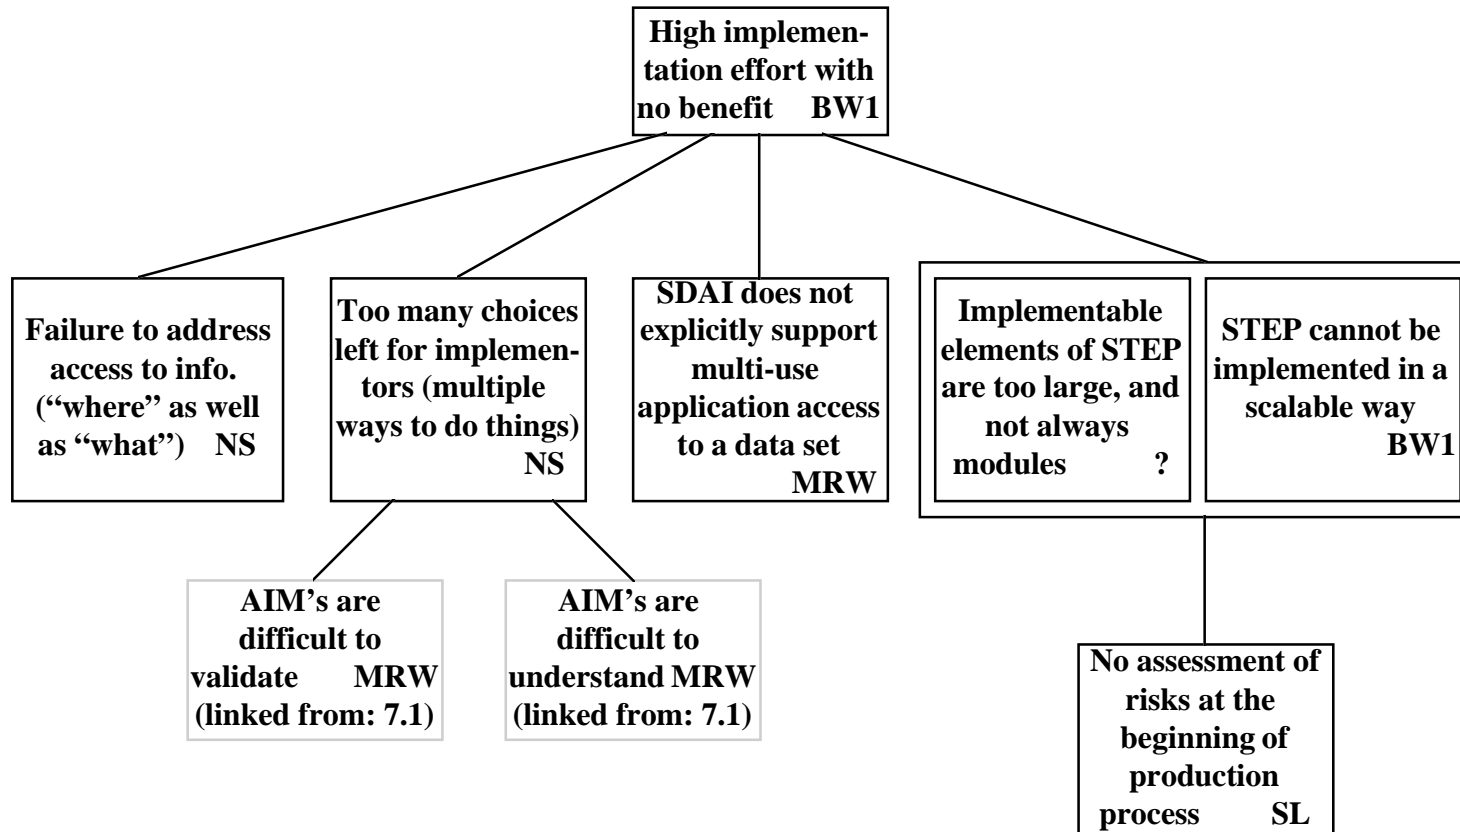 High implemen-
tation effort with
no benefit BW1
Failure to address
access to info.
(“where” as well
as “what”) NS
Too many choices
left for implemen-
tors (multiple
ways to do things)
NS
SDAI does not
explicitly support
multi-use
application access
to a data set
MRW
Implementable
elements of STEP
are too large, and
not always
modules ?
STEP cannot be
implemented in a
scalable way
BW1
AIM’s are
difficult to
validate MRW
(linked from: 7.1)
AIM’s are
difficult to
understand MRW
(linked from: 7.1)
No assessment of
risks at the
beginning of
production
process SL